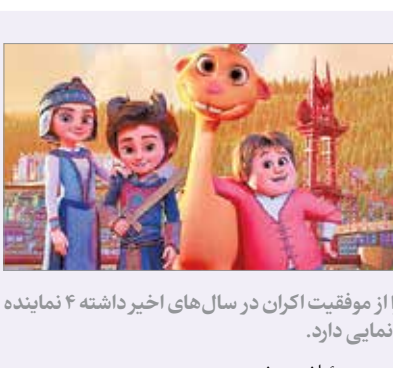 از موفقیت اکران در سال‌های اخیر داشته ۴ نماینده
نمایی دارد.